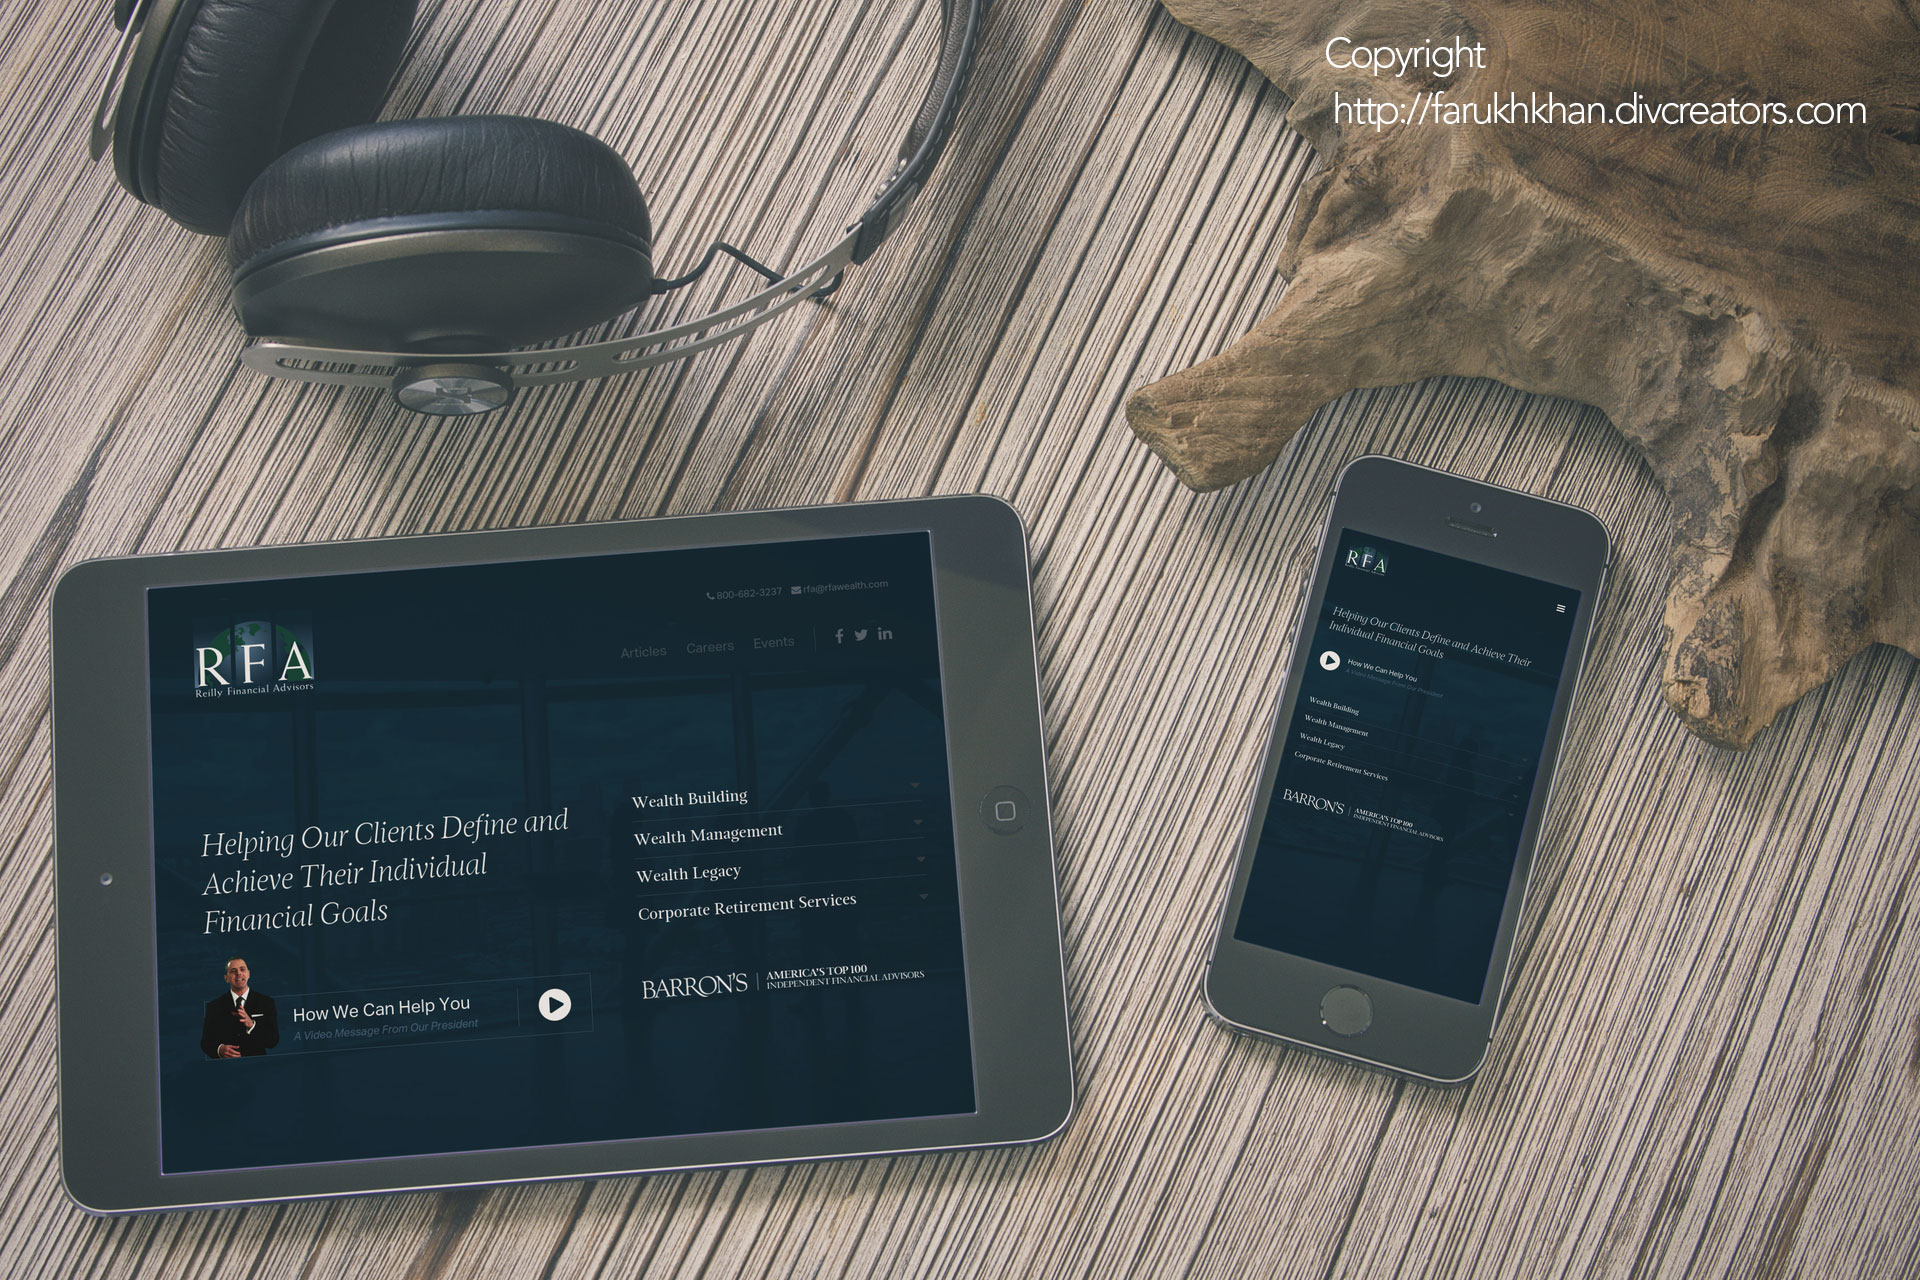 Copyright
http://farukhkhan.divcreators.com
800-682-3237 rfa@rfawealth.com
Articles Careers Events
RFA
Reilly Financial Advisors
Helping Our Clients Define and
Achieve Their Individual
Financial Goals
How We Can Help You
A Video Message From Our President
Wealth Building
Wealth Management
Wealth Legacy
Corporate Retirement Services
BARRON'S | AMERICA'S TOP 100
INDEPENDENT FINANCIAL ADVISORS
RFA
Helping Our Clients Define and Achieve Their
Individual Financial Goals
How We Can Help You
A Video Message From Our President
Wealth Building
Wealth Management
Wealth Legacy
Corporate Retirement Services
BARRON'S | AMERICA'S TOP 100
INDEPENDENT FINANCIAL ADVISORS